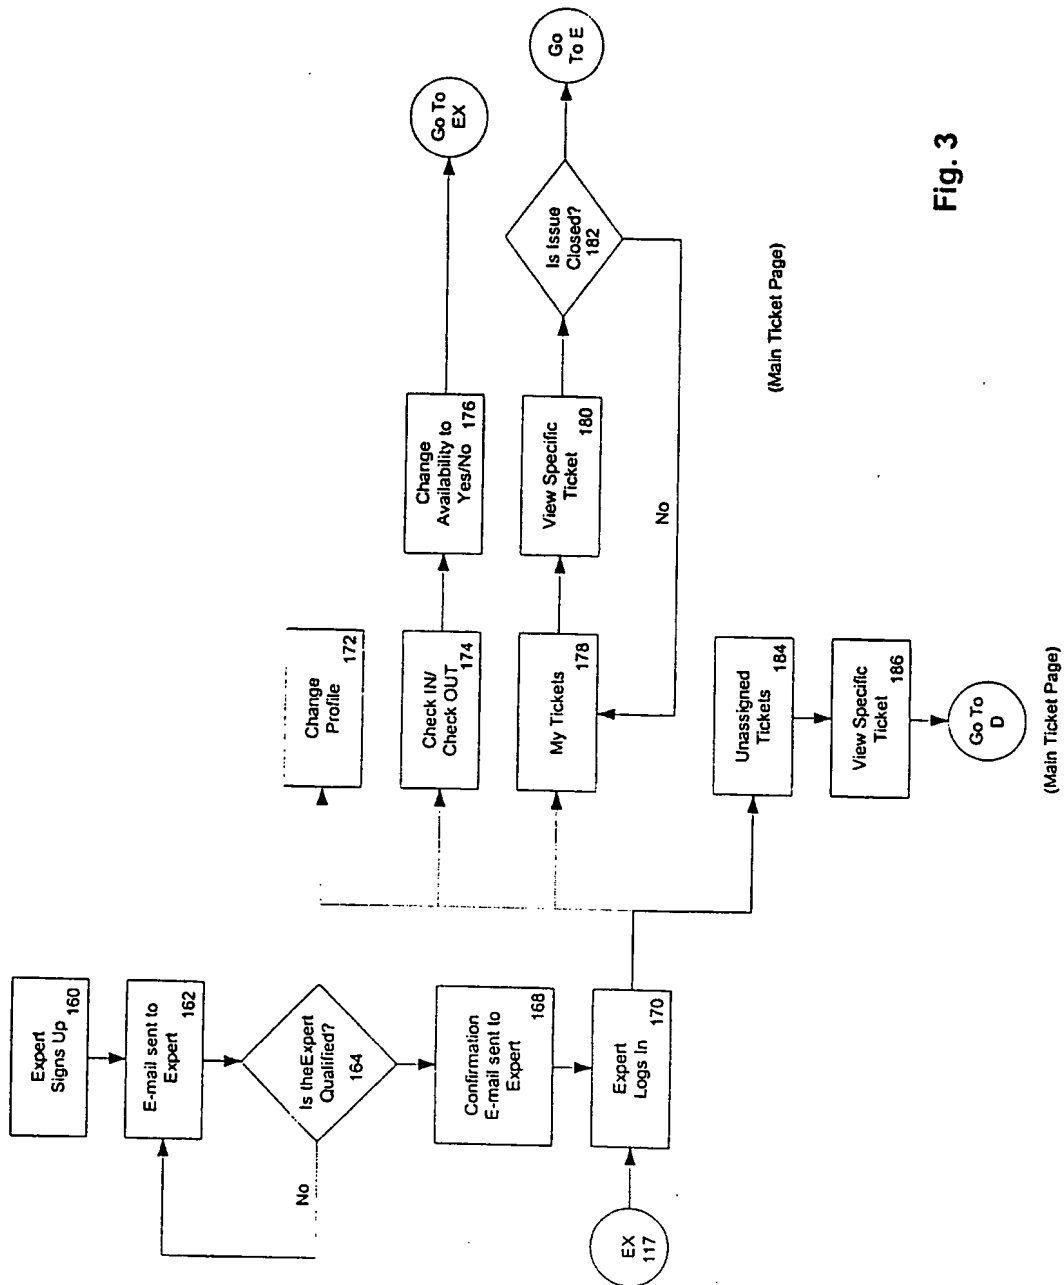 Expert
Signs Up
160
E-mail sent to
Expert
162
Is theExpert
Qualified?
164
No
Confirmation
E-mail sent to
Expert
168
EX
117
Expert
Logs In
170
Change
Profile
172
Check IN/
Check OUT
174
Change
Availability to
Yes/No 176
Go To
EX
My Tickets
178
View Specific
Ticket
180
Is Issue
Closed?
182
Go
To E
No
Unassigned
Tickets
184
View Specific
Ticket
186
Go To
D
(Main Ticket Page)
(Main Ticket Page)
Fig. 3